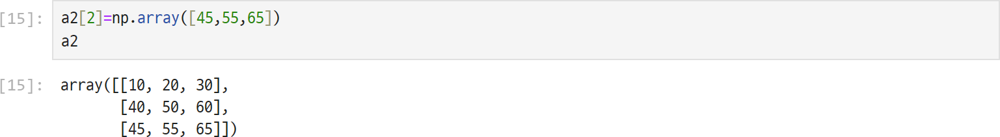 [15]: a2[2]=np.array([45,55,65])
a2
[15]: array([[10, 20, 30],
[40, 50, 60],
[45, 55, 65]])